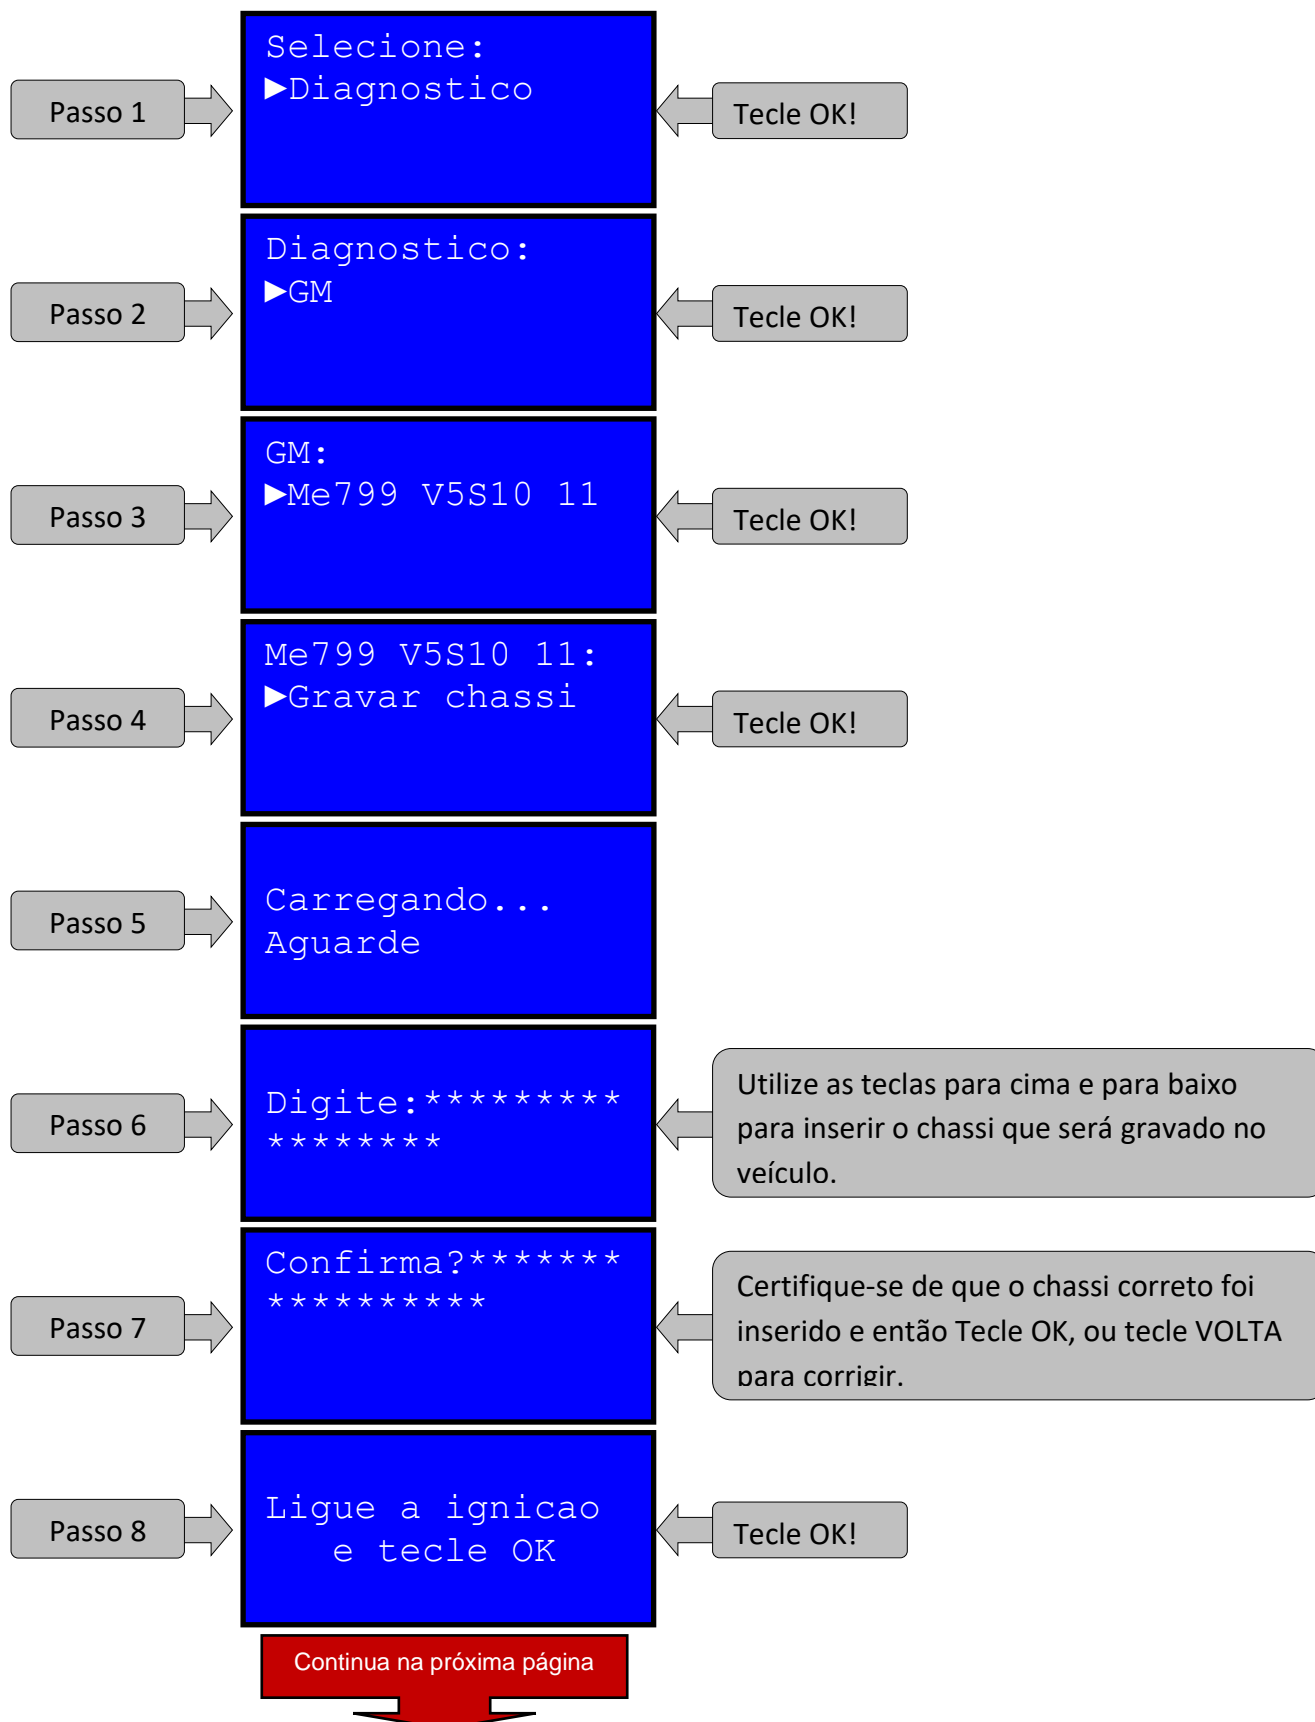 Selecione:
►Diagnostico
Passo 1
Tecle OK!
Diagnostico:
►GM
Passo 2
Tecle OK!
GM:
►Me799 V5S10 11
Passo 3
Tecle OK!
Me799 V5S10 11:
►Gravar chassi
Passo 4
Tecle OK!
Carregando...
Aguarde
Passo 5
Digite:*********
********
Passo 6
Utilize as teclas para cima e para baixo
para inserir o chassi que será gravado no
veículo.
Confirma?*******
**********
Passo 7
Certifique-se de que o chassi correto foi
inserido e então Tecle OK, ou tecle VOLTA
para corrigir.
Ligue a ignicao
e tecle OK
Passo 8
Tecle OK!
Continua na próxima página